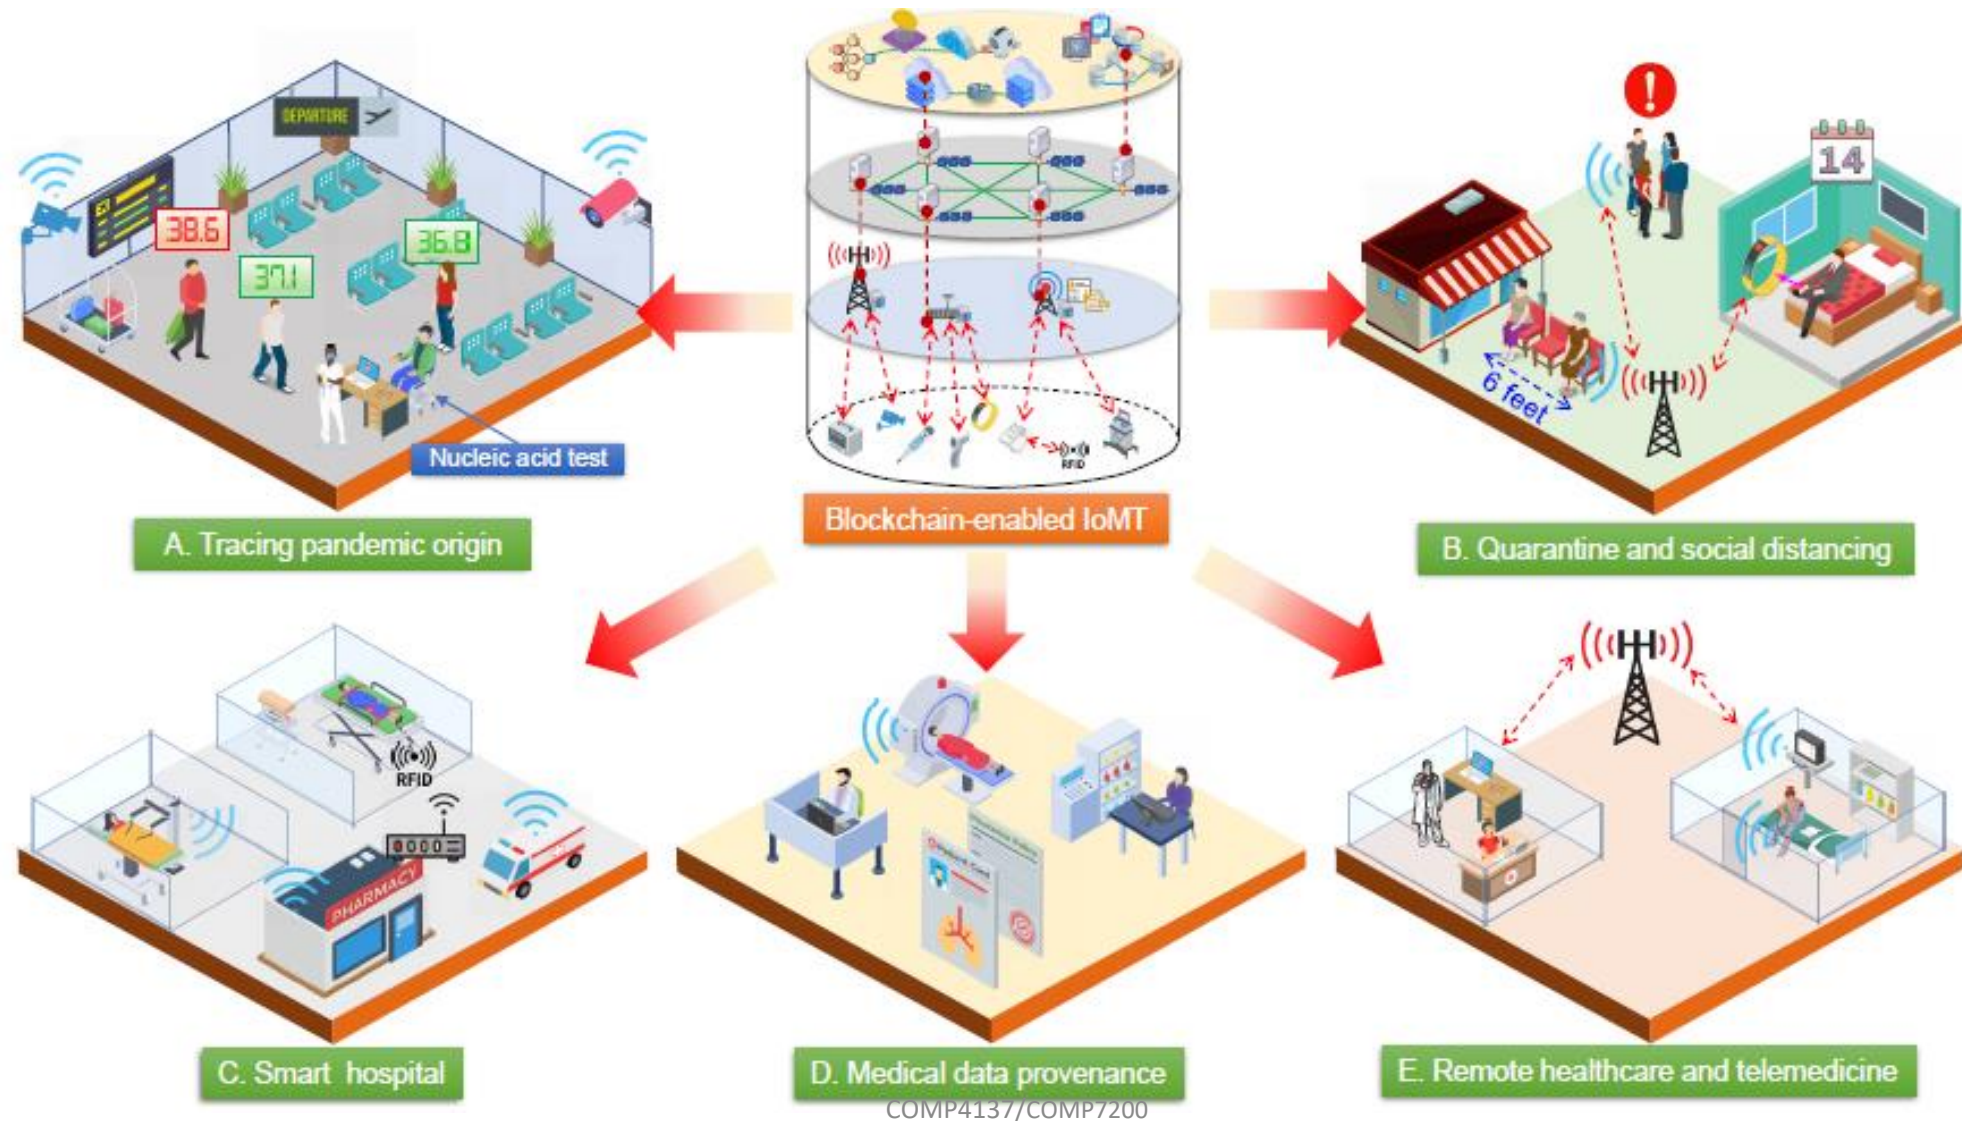 DEPARTURE
38.6
37.1
36.8
Nucleic acid test
A. Tracing pandemic origin
RFID
Blockchain-enabled IoMT
14
6 feet
B. Quarantine and social distancing
RFID
PHARMACY
C. Smart hospital
D. Medical data provenance
E. Remote healthcare and telemedicine
COMP4137/COMP7200